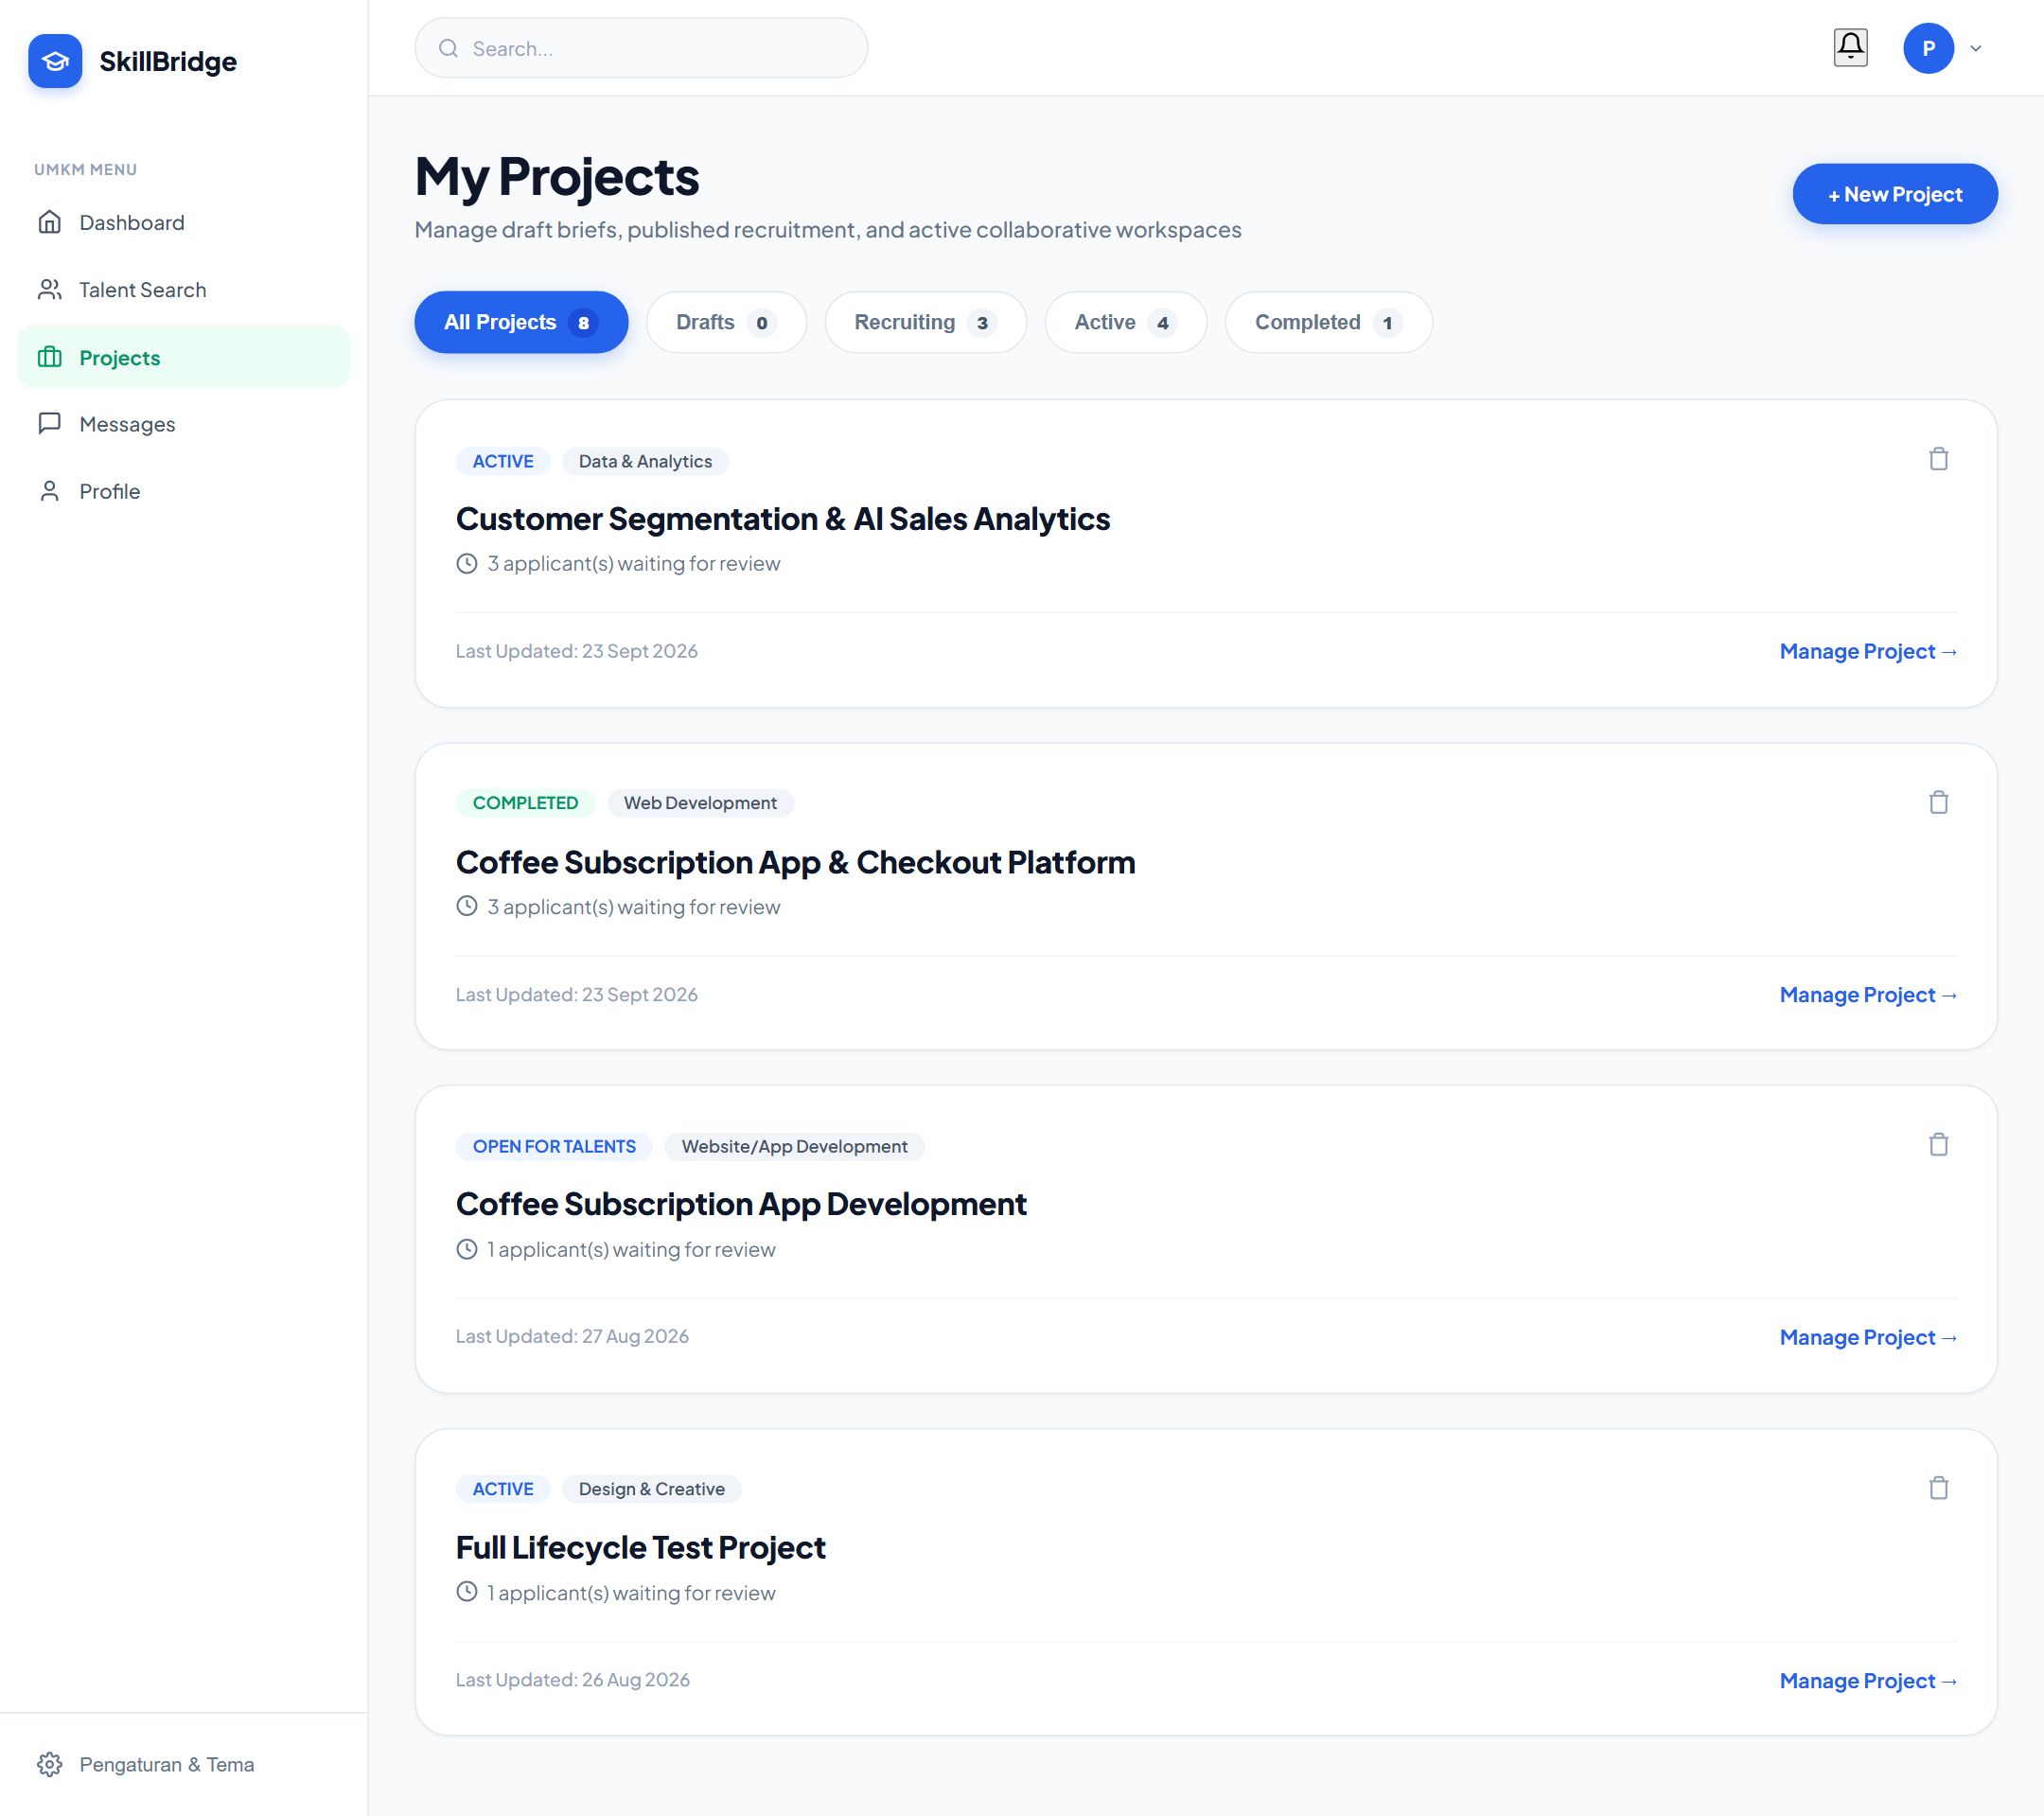 SkillBridge
Search...
P
UMKM MENU
Dashboard
Talent Search
Projects
Messages
Profile
Pengaturan & Tema
My Projects
Manage draft briefs, published recruitment, and active collaborative workspaces
+ New Project
All Projects 8
Drafts 0
Recruiting 3
Active 4
Completed 1
ACTIVE Data & Analytics
Customer Segmentation & AI Sales Analytics
3 applicant(s) waiting for review
Last Updated: 23 Sept 2026
Manage Project →
COMPLETED Web Development
Coffee Subscription App & Checkout Platform
3 applicant(s) waiting for review
Last Updated: 23 Sept 2026
Manage Project →
OPEN FOR TALENTS Website/App Development
Coffee Subscription App Development
1 applicant(s) waiting for review
Last Updated: 27 Aug 2026
Manage Project →
ACTIVE Design & Creative
Full Lifecycle Test Project
1 applicant(s) waiting for review
Last Updated: 26 Aug 2026
Manage Project →